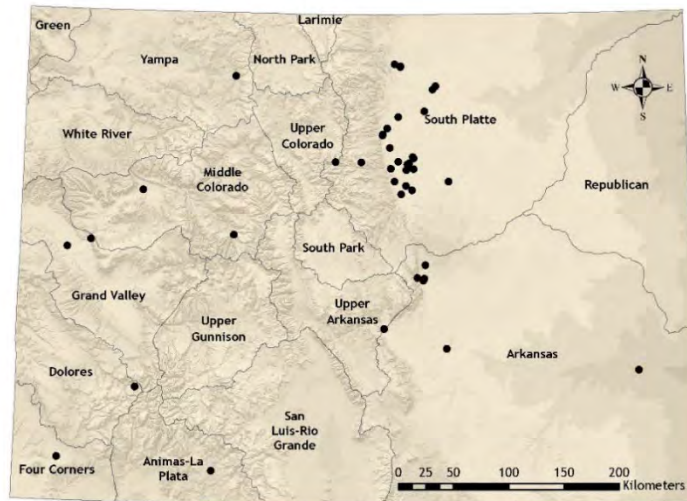 Green
Larimie
Yampa
North Park
N
W E
S
White River
Upper
Colorado
South Platte
Middle
Colorado
Republican
South Park
Grand Valley
Upper
Gunnison
Upper
Arkansas
Arkansas
Dolores
San
Luis-Rio
Grande
Four Corners
Animas-La
Plata
0 25 50 100 150 200
Kilometers